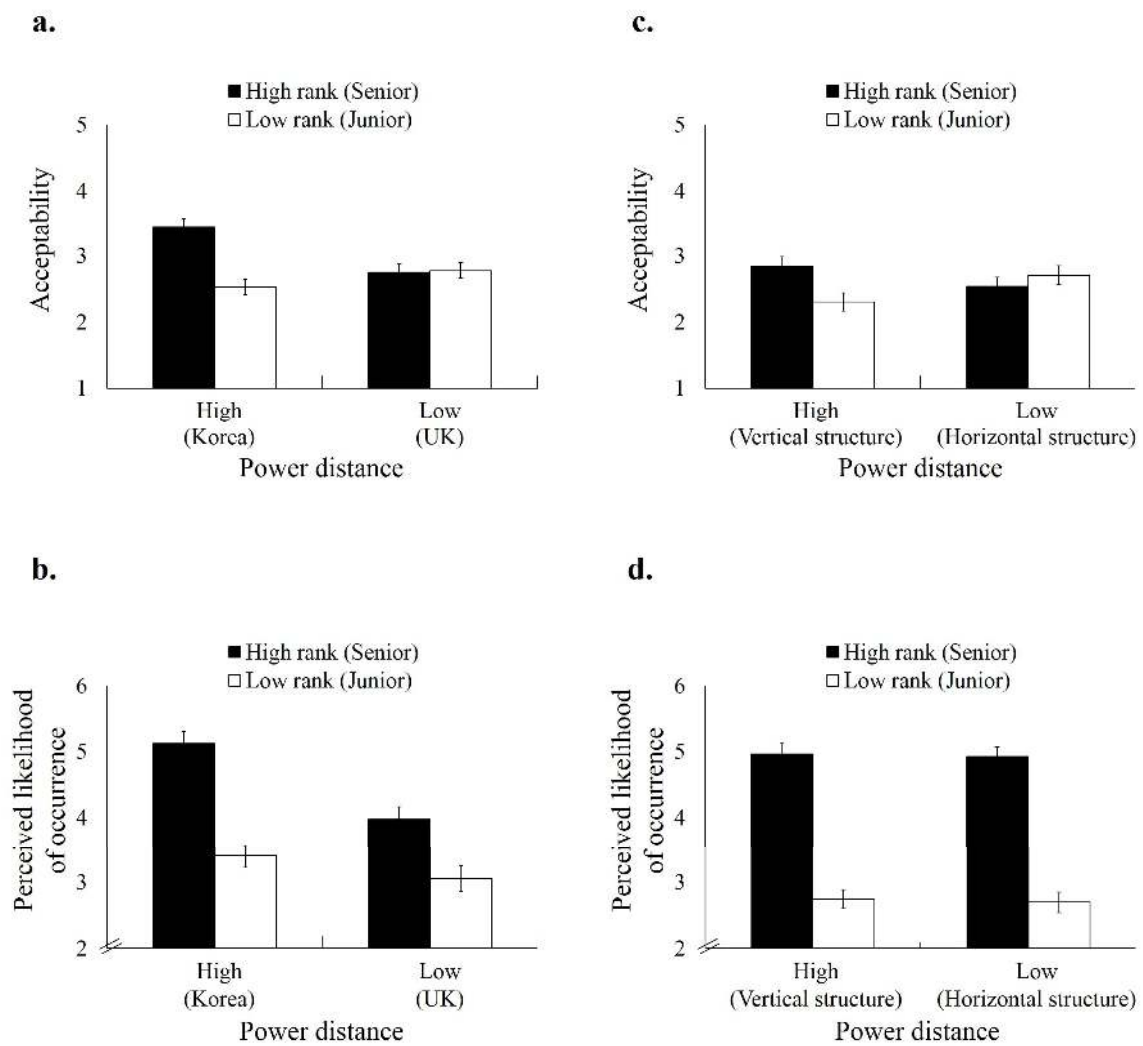 a.
■ High rank (Senior)
□ Low rank (Junior)
5
4
3
2
1
Acceptability
High
(Korea)
Low
(UK)
Power distance
c.
■ High rank (Senior)
□ Low rank (Junior)
5
4
3
2
1
Acceptability
High
(Vertical structure)
Low
(Horizontal structure)
Power distance
b.
■ High rank (Senior)
□ Low rank (Junior)
6
5
4
3
2
Perceived likelihood
of occurrence
High
(Korea)
Low
(UK)
Power distance
d.
■ High rank (Senior)
□ Low rank (Junior)
6
5
4
3
2
Perceived likelihood
of occurrence
High
(Vertical structure)
Low
(Horizontal structure)
Power distance